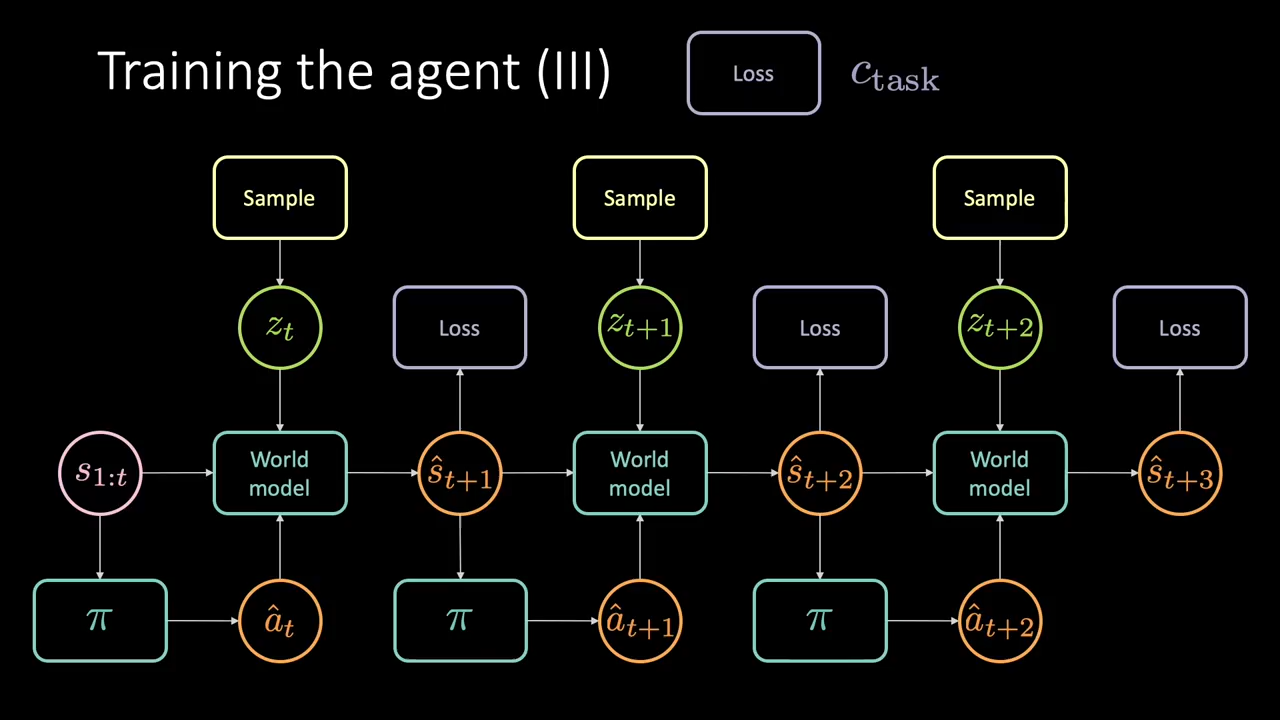 Training the agent (III)
Loss
c_task
Sample
Sample
Sample
z_t
Loss
z_{t+1}
Loss
z_{t+2}
Loss
s_{1:t}
World
model
ŝ_{t+1}
World
model
ŝ_{t+2}
World
model
ŝ_{t+3}
π
â_t
π
â_{t+1}
π
â_{t+2}